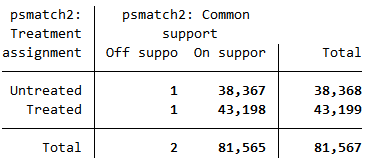 psmatch2: psmatch2: Common
Treatment support
assignment Off suppo On suppor Total
Untreated 1 38,367 38,368
Treated 1 43,198 43,199
Total 2 81,565 81,567